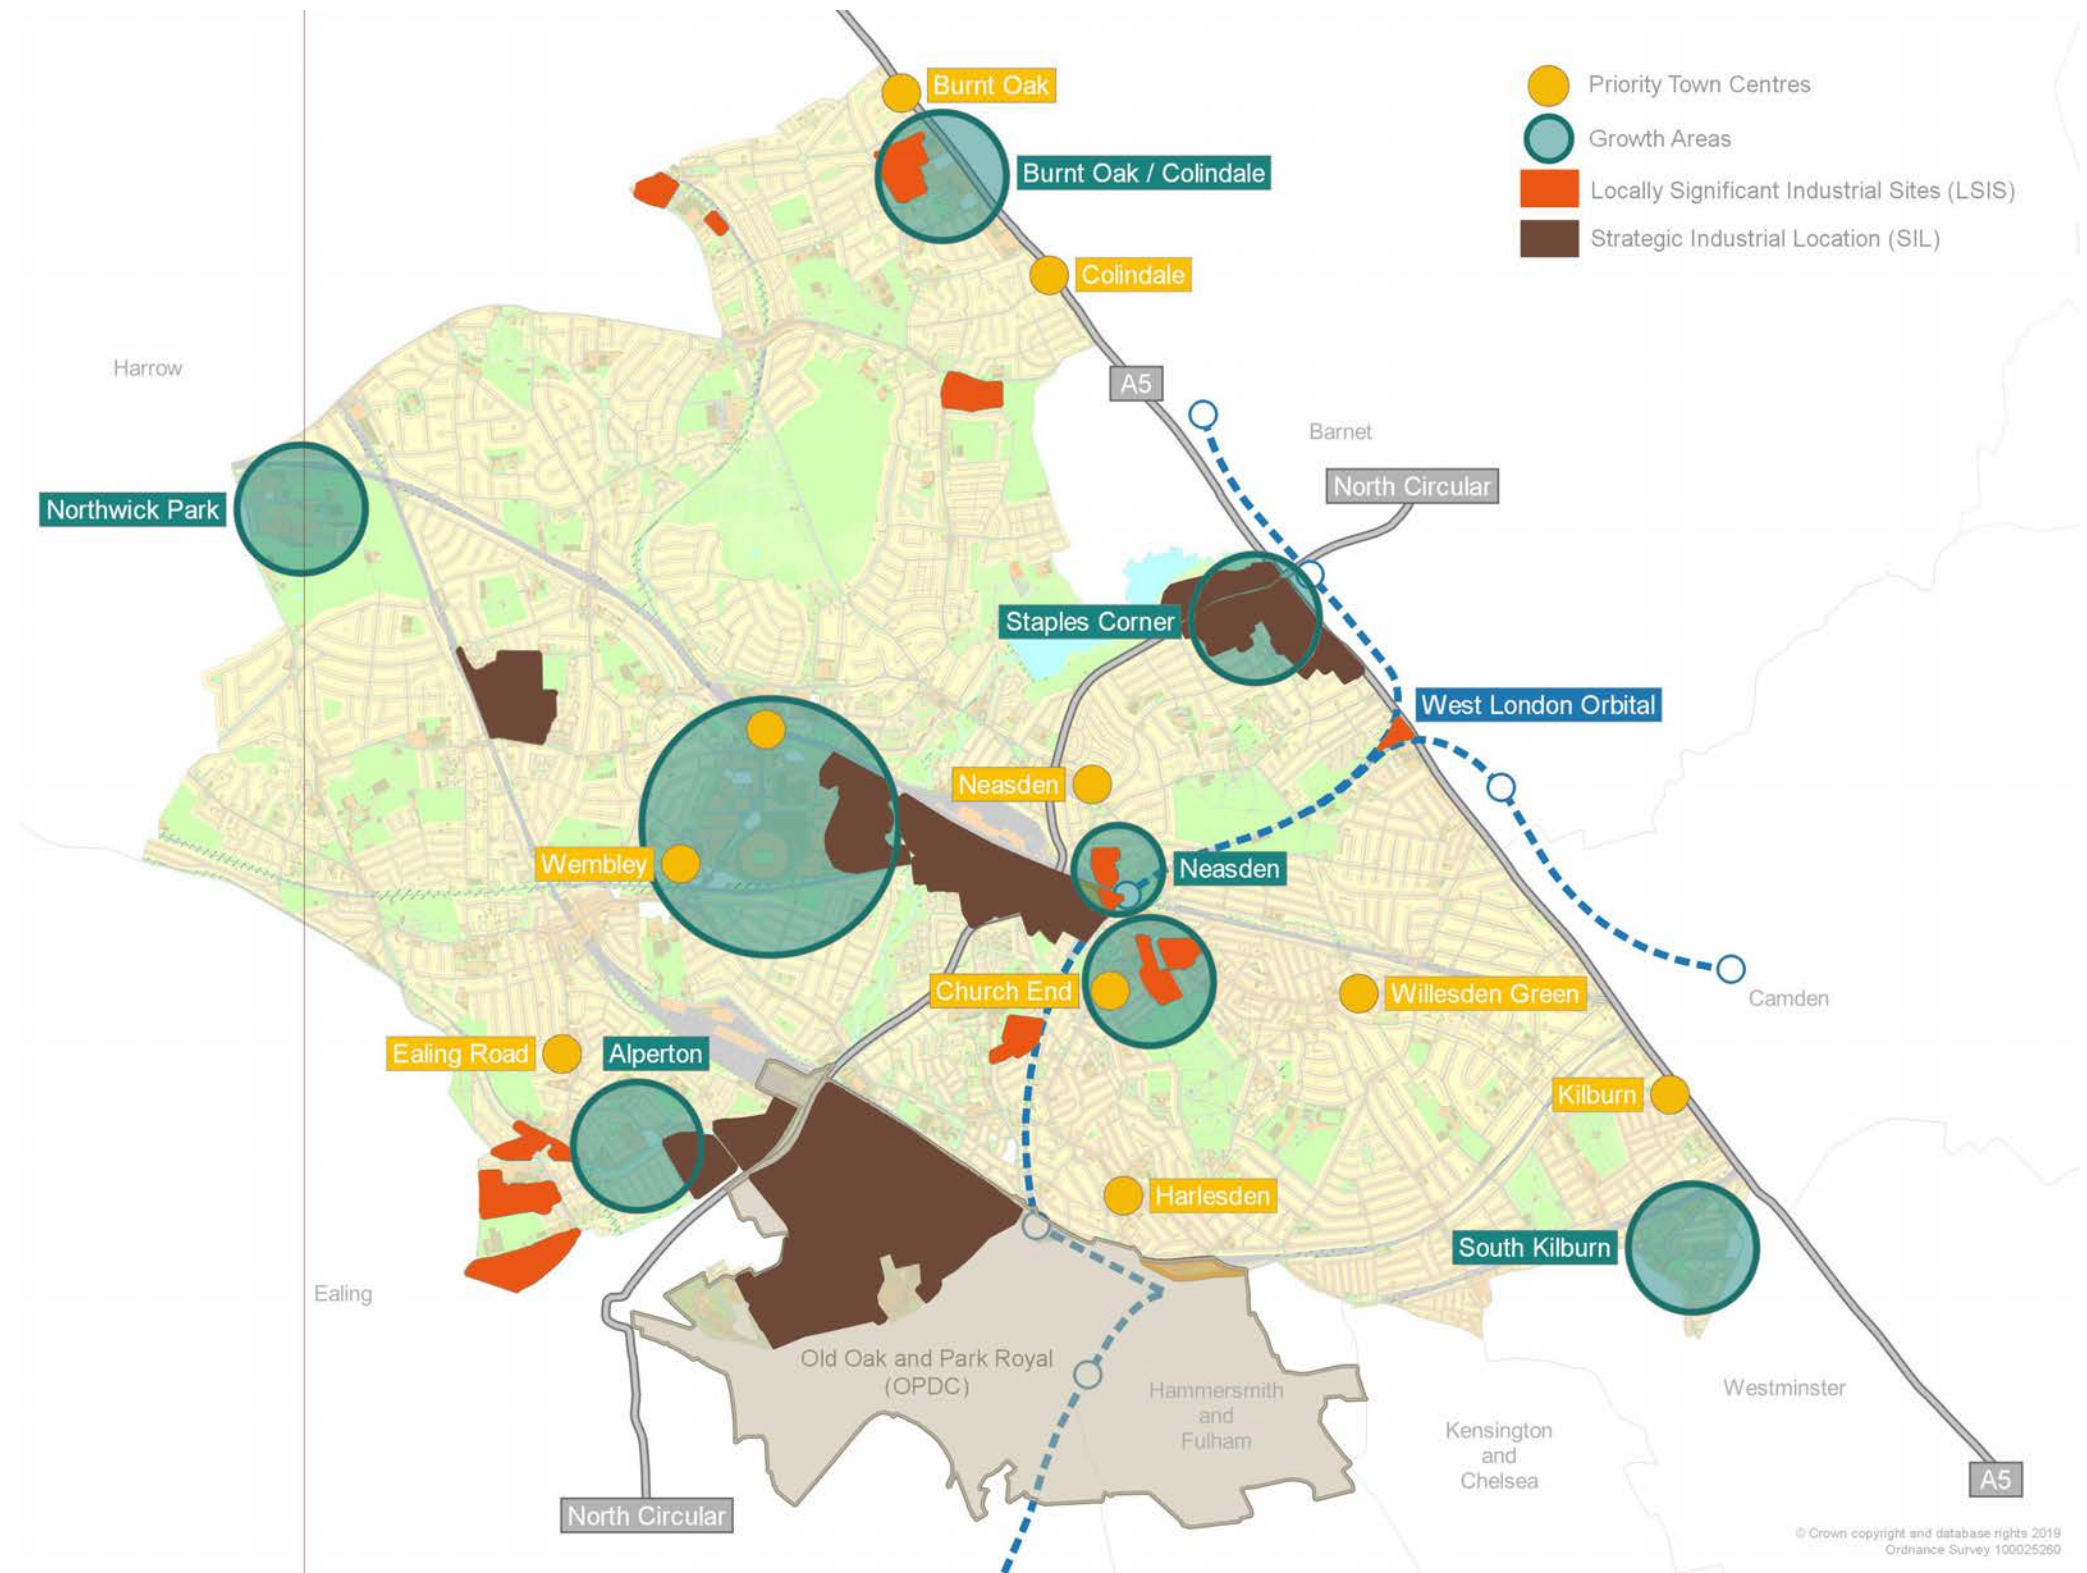 Burnt Oak
Priority Town Centres
Growth Areas
Burnt Oak / Colindale
Locally Significant Industrial Sites (LSIS)
Strategic Industrial Location (SIL)
Colindale
Harrow
A5
Barnet
North Circular
Northwick Park
Staples Corner
West London Orbital
Neasden
Wembley
Neasden
Church End
Willesden Green
Camden
Ealing Road
Alperton
Kilburn
Harlesden
South Kilburn
Ealing
Old Oak and Park Royal
(OPDC)
Hammersmith
and
Fulham
Westminster
Kensington
and
Chelsea
A5
North Circular
© Crown copyright and database rights 2019
Ordnance Survey 100025260